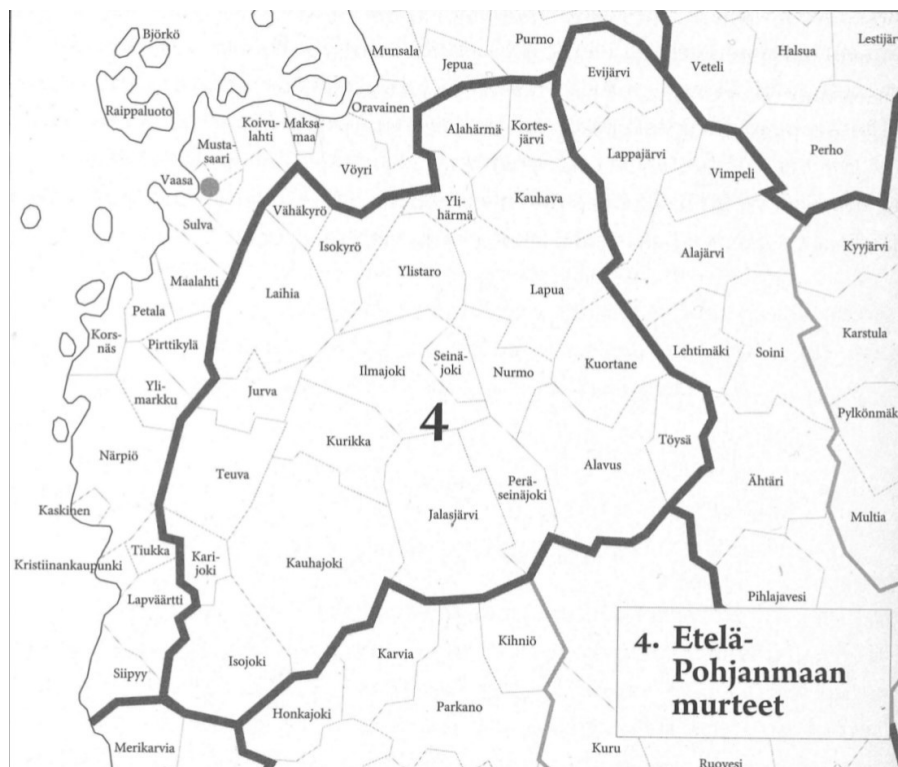 Björkö
Munsala
Purmo
Jepua
Halsua
Lestijär
Veteli
Evijärvi
Raippaluoto
Oravainen
Koivu-
lahti
Maksa-
maa
Alahärmä
Kortes-
järvi
Musta-
saari
Lappajärvi
Perho
Vöyri
Vaasa
Vimpeli
Yli-
härmä
Kauhava
Vähäkyrö
Sulva
Isokyrö
Kyyjärvi
Alajärvi
Ylistaro
Maalahti
Laihia
Lapua
Petala
Kors-
näs
Pirttikylä
Karstula
Lehtimäki
Soini
Seinä-
joki
Ilmajoki
Nurmo
Kuortane
Yli-
markku
Jurva
Pylkönmäk
4
Kurikka
Töysä
Närpiö
Teuva
Alavus
Perä-
seinäjoki
Ähtäri
Kaskinen
Jalasjärvi
Multia
Tiukka
Kristiinankaupunki
Kari-
joki
Kauhajoki
Lapväärtti
Pihlajavesi
Kihniö
Karvia
Isojoki
Siipyy
4. Etelä-
Pohjanmaan
murteet
Honkajoki
Parkano
Merikarvia
Kuru
Ruovesi